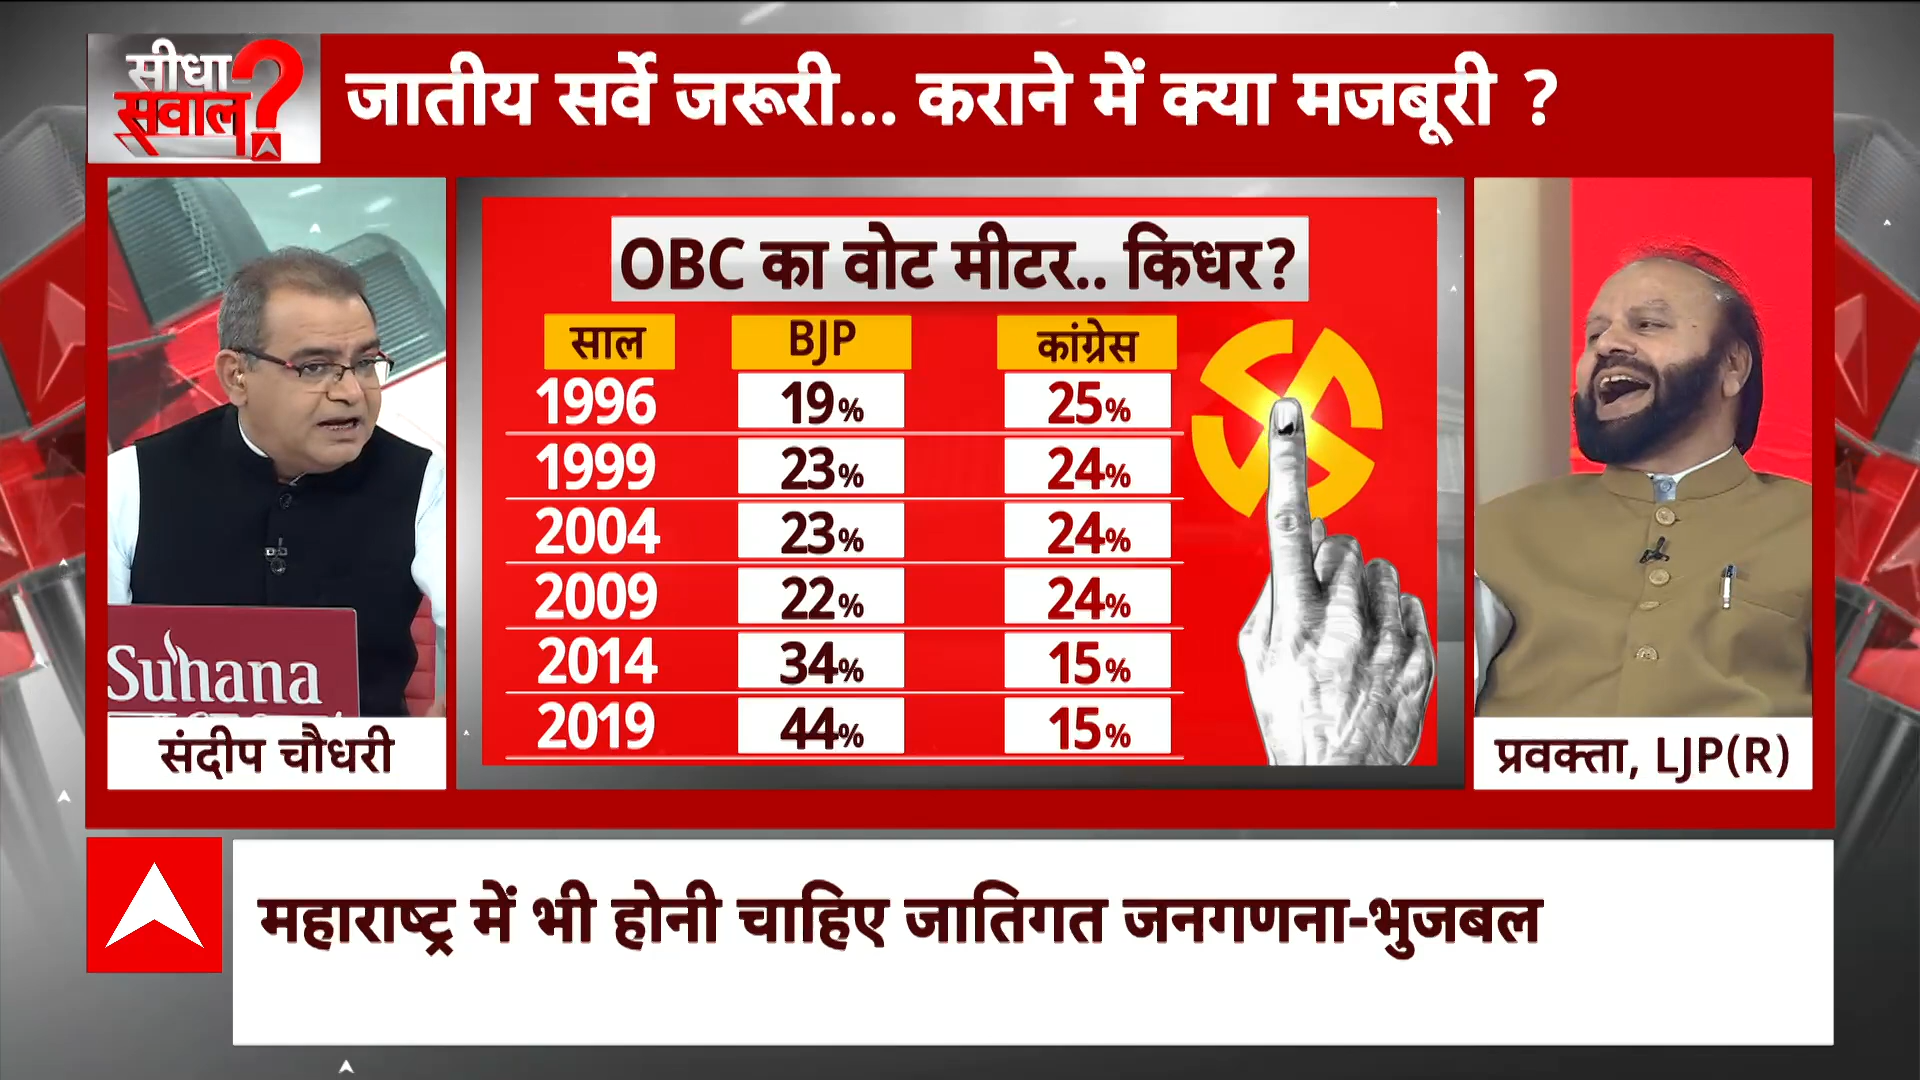 सीधा
सवाल?
जातीय सर्वे जरूरी... कराने में क्या मजबूरी ?
OBC का वोट मीटर.. किधर?
साल BJP कांग्रेस
1996 19% 25%
1999 23% 24%
2004 23% 24%
2009 22% 24%
2014 34% 15%
2019 44% 15%
Suhana
संदीप चौधरी
प्रवक्ता, LJP(R)
महाराष्ट्र में भी होनी चाहिए जातिगत जनगणना-भुजबल